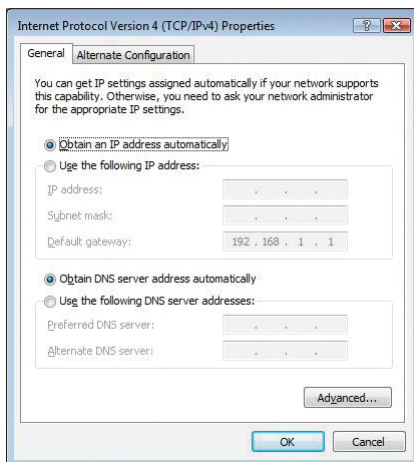 Internet Protocol Version 4 (TCP/IPv4) Properties
General
Alternate Configuration
You can get IP settings assigned automatically if your network supports
this capability. Otherwise, you need to ask your network administrator
for the appropriate IP settings.
Obtain an IP address automatically
Use the following IP address:
IP address:
. . .
Subnet mask:
. . .
Default gateway:
192 . 168 . 1 . 1
Obtain DNS server address automatically
Use the following DNS server addresses:
Preferred DNS server:
. . .
Alternate DNS server:
. . .
Advanced...
OK
Cancel